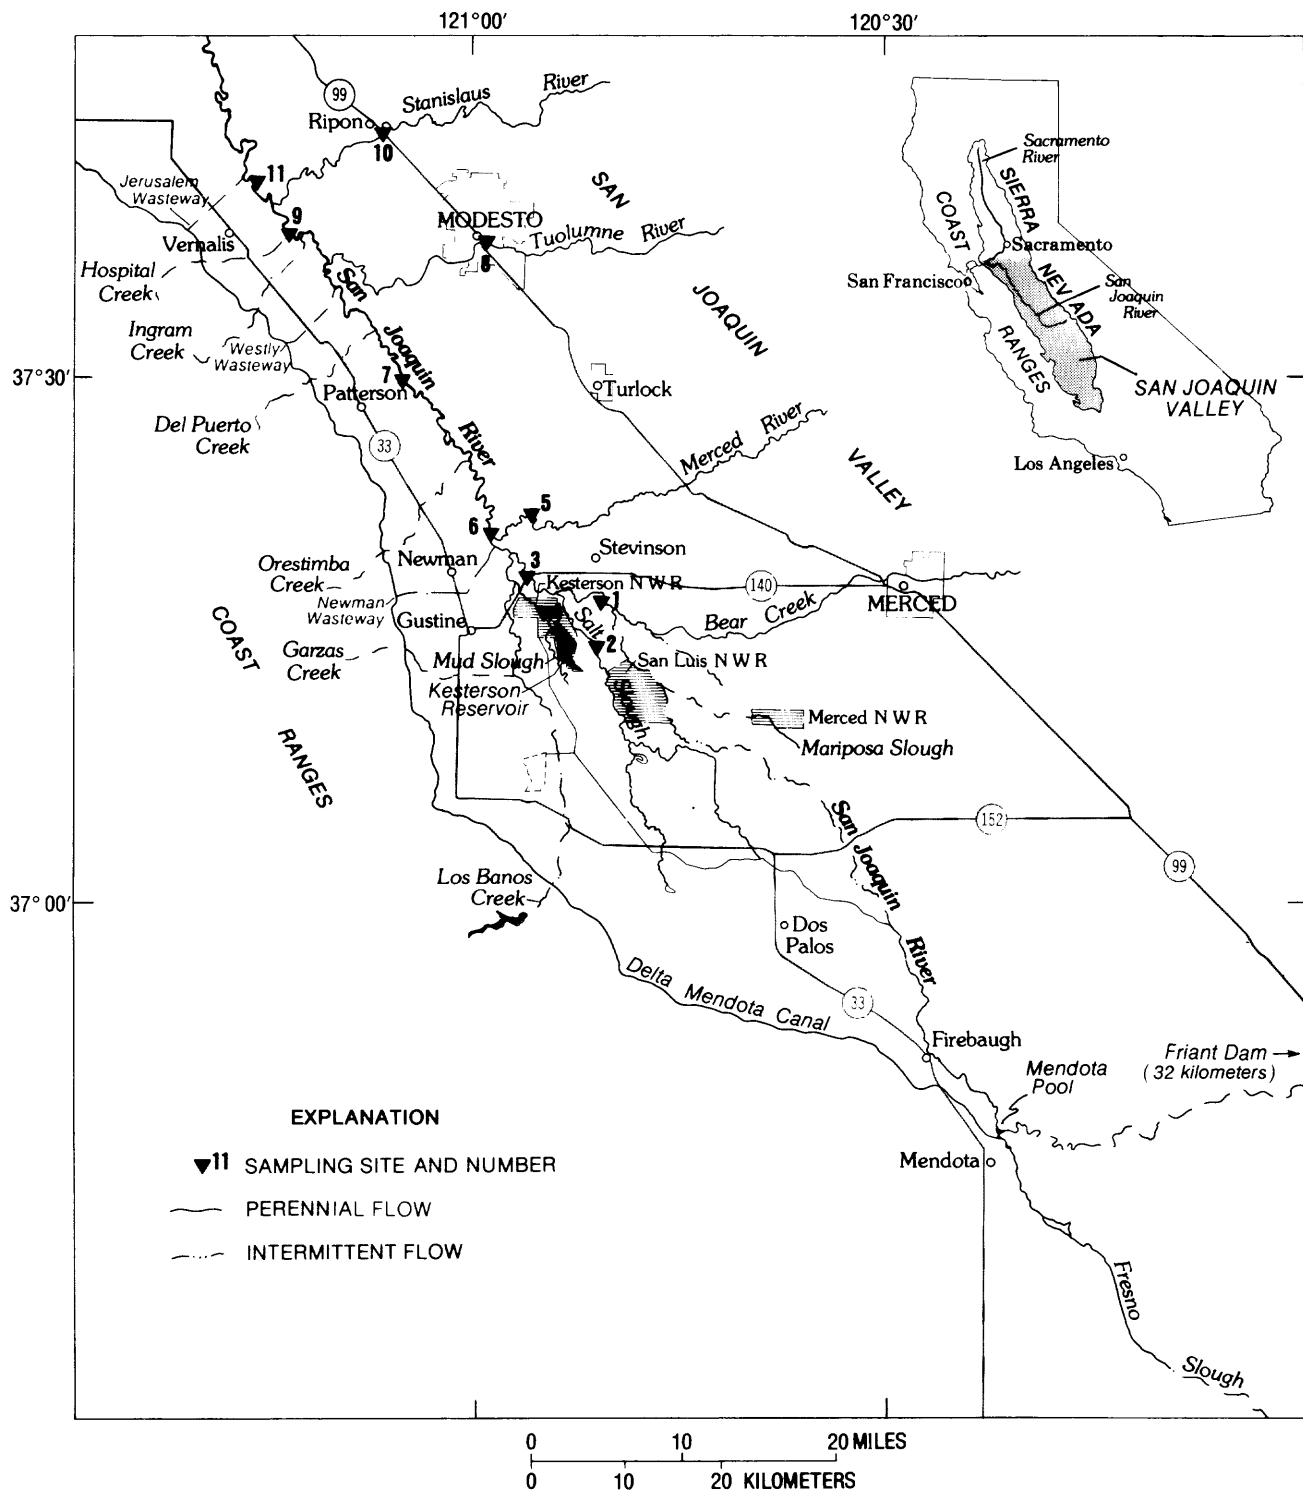 121°00′
120°30′
99
Stanislaus River
Ripon
10
11
Jerusalem
Wasteway
9
Vernalis
MODESTO
8
Tuolumne River
SAN
JOAQUIN
VALLEY
Hospital
Creek
Ingram
Creek
Westly
Wasteway
San Joaquin River
37°30′
7
Patterson
Turlock
Del Puerto
Creek
33
Merced River
5
6
Stevinson
Newman
3
Orestimba
Creek
Kesterson NWR
140
1
MERCED
Newman
Wasteway
Gustine
Salt Slough
Bear Creek
Garzas
Creek
2
Mud Slough
San Luis NWR
Kesterson
Reservoir
Merced NWR
Mariposa Slough
COAST
RANGES
San Joaquin River
152
99
Los Banos
Creek
37°00′
Dos
Palos
Delta Mendota Canal
33
Firebaugh
Friant Dam
(32 kilometers)
Mendota
Pool
Mendota
Fresno Slough
EXPLANATION
11 SAMPLING SITE AND NUMBER
PERENNIAL FLOW
INTERMITTENT FLOW
0 10 20 MILES
0 10 20 KILOMETERS
Sacramento
River
COAST RANGES
SIERRA NEVADA
Sacramento
San Francisco
San
Joaquin
River
SAN JOAQUIN
VALLEY
Los Angeles